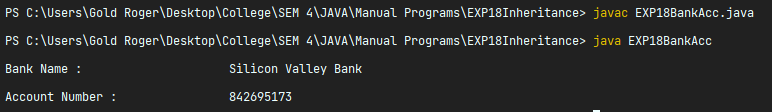 PS C:\Users\Gold Roger\Desktop\College\SEM 4\JAVA\Manual Programs\EXP18Inheritance> javac EXP18BankAcc.java
PS C:\Users\Gold Roger\Desktop\College\SEM 4\JAVA\Manual Programs\EXP18Inheritance> java EXP18BankAcc
Bank Name : Silicon Valley Bank
Account Number : 842695173